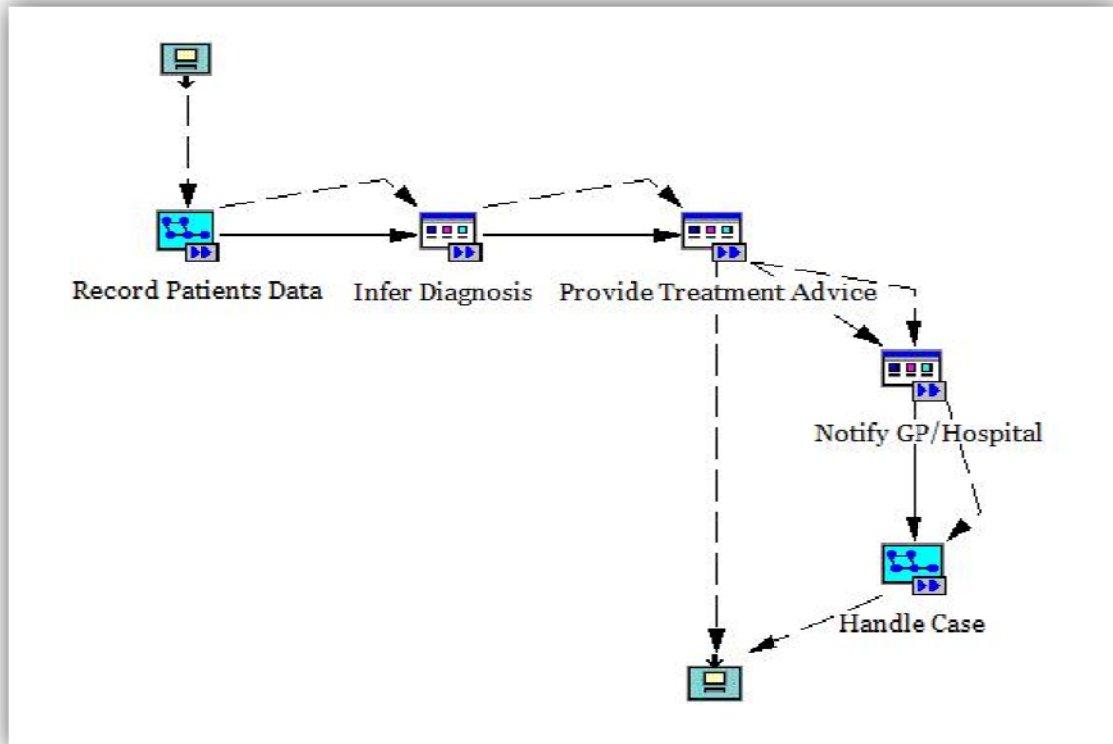 Record Patients Data
Infer Diagnosis
Provide Treatment Advice
Notify GP/Hospital
Handle Case